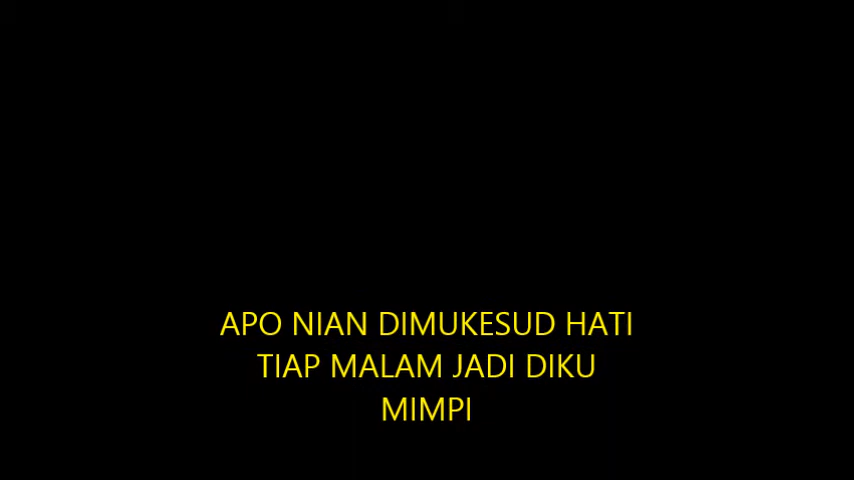 APO NIAN DIMUKESUD HATI
TIAP MALAM JADI DIKU
MIMPI